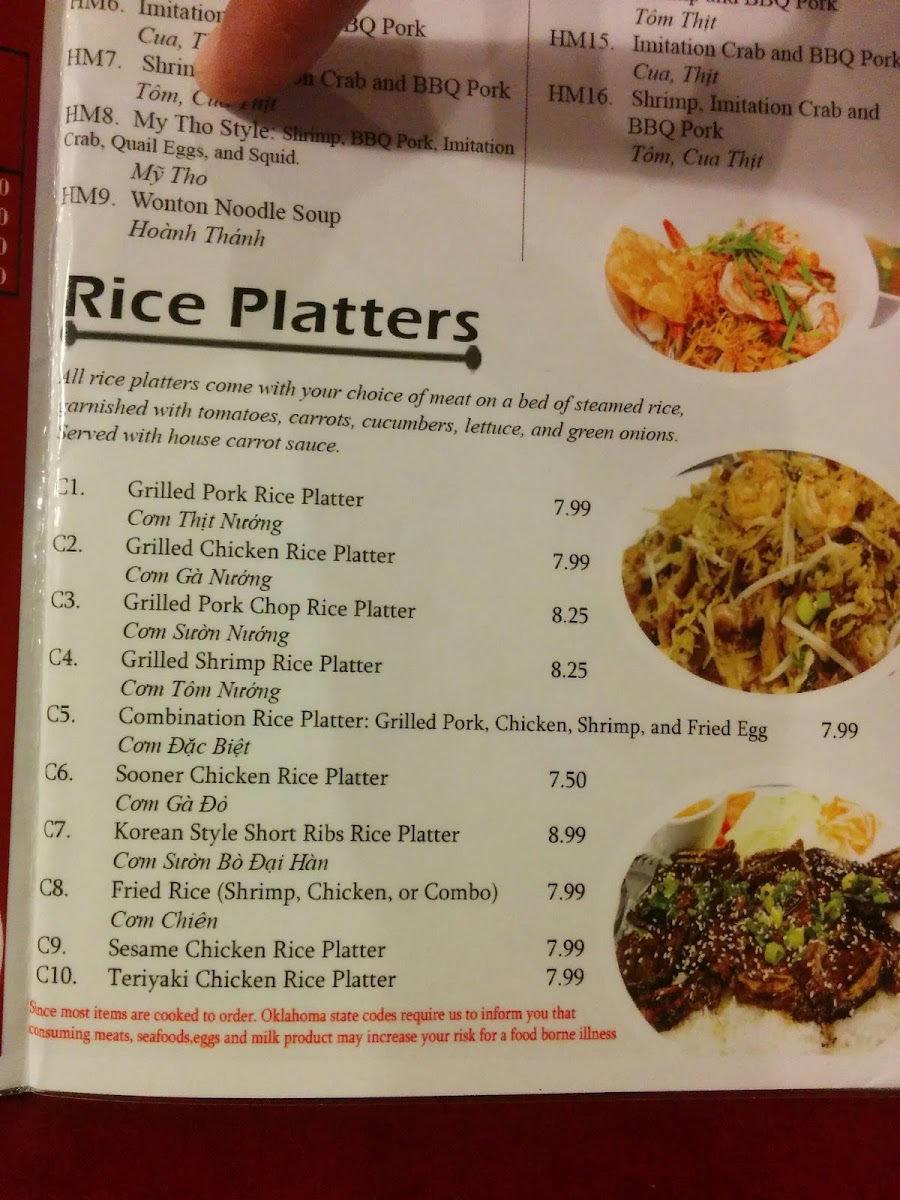 HM6. Imitation BBQ Pork
Cua,
HM7. Crab and BBQ Pork
Tôm, Cua Thịt
HM8. My Tho Style: Shrimp, BBQ Pork, Imitation
Crab, Quail Eggs, and Squid.
Mỹ Tho
HM9. Wonton Noodle Soup
Hoành Thánh
BBQ Pork
Tôm Thịt
HM15. Imitation Crab and BBQ Pork
Cua, Thịt
HM16. Shrimp, Imitation Crab and
BBQ Pork
Tôm, Cua Thịt
Rice Platters
All rice platters come with your choice of meat on a bed of steamed rice,
garnished with tomatoes, carrots, cucumbers, lettuce, and green onions.
Served with house carrot sauce.
C1. Grilled Pork Rice Platter 7.99
Cơm Thịt Nướng
C2. Grilled Chicken Rice Platter 7.99
Cơm Gà Nướng
C3. Grilled Pork Chop Rice Platter 8.25
Cơm Sườn Nướng
C4. Grilled Shrimp Rice Platter 8.25
Cơm Tôm Nướng
C5. Combination Rice Platter: Grilled Pork, Chicken, Shrimp, and Fried Egg 7.99
Cơm Đặc Biệt
C6. Sooner Chicken Rice Platter 7.50
Cơm Gà Đỏ
C7. Korean Style Short Ribs Rice Platter 8.99
Cơm Sườn Bò Đại Hàn
C8. Fried Rice (Shrimp, Chicken, or Combo) 7.99
Cơm Chiên
C9. Sesame Chicken Rice Platter 7.99
C10. Teriyaki Chicken Rice Platter 7.99
Since most items are cooked to order. Oklahoma state codes require us to inform you that
consuming meats, seafoods,eggs and milk product may increase your risk for a food borne illness